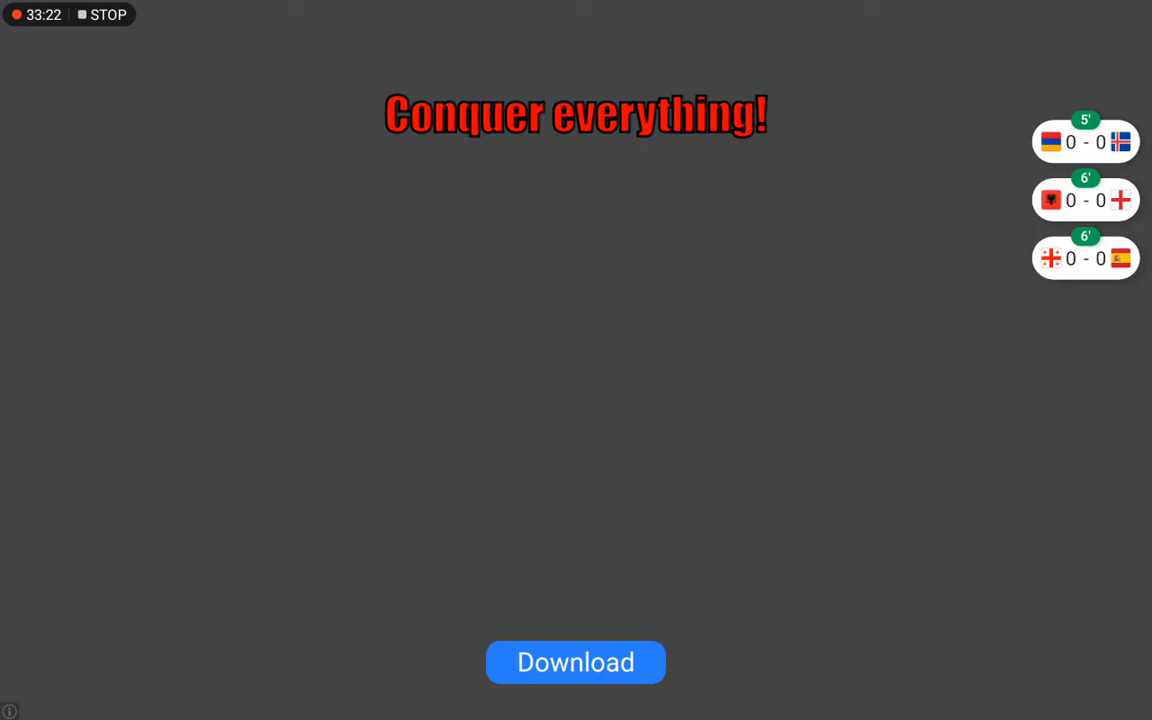 33:22 STOP
Conquer everything!
5'
0 - 0
6'
0 - 0
6'
0 - 0
Download